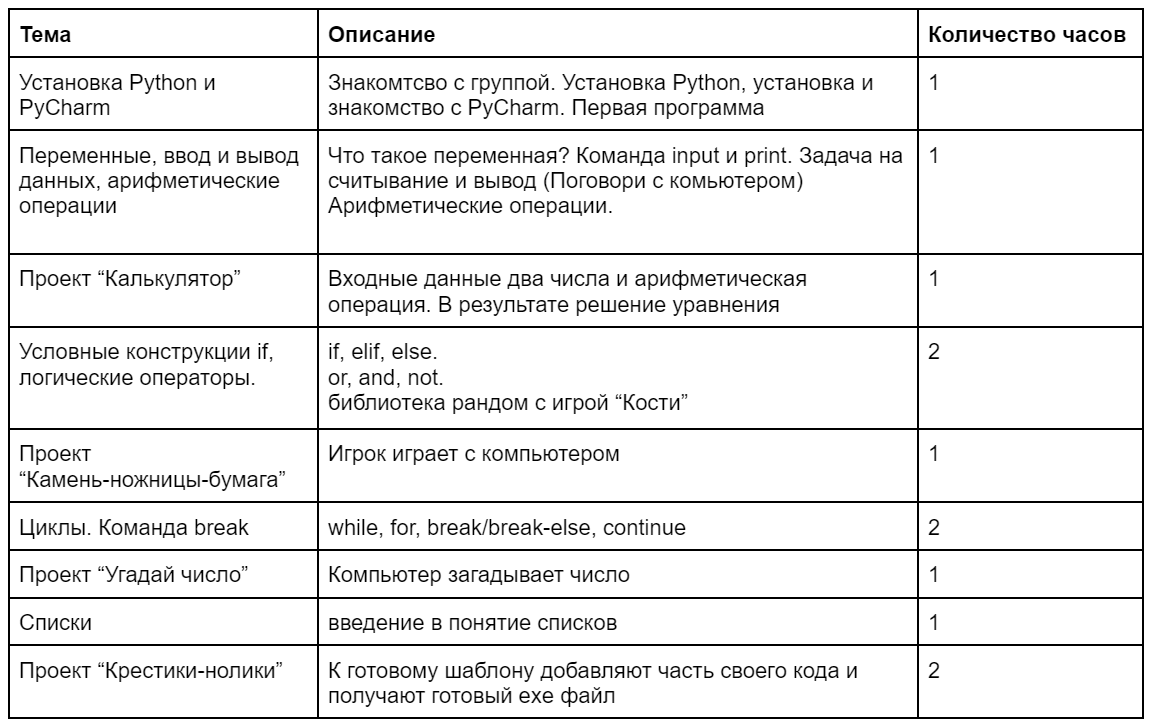 Тема
Описание
Количество часов
Установка Python и
PyCharm
Знакомтсво с группой. Установка Python, установка и
знакомство с PyCharm. Первая программа
1
Переменные, ввод и вывод
данных, арифметические
операции
Что такое переменная? Команда input и print. Задача на
считывание и вывод (Поговори с комьютером)
Арифметические операции.
1
Проект “Калькулятор”
Входные данные два числа и арифметическая
операция. В результате решение уравнения
1
Условные конструкции if,
логические операторы.
if, elif, else.
or, and, not.
библиотека рандом с игрой “Кости”
2
Проект
“Камень-ножницы-бумага”
Игрок играет с компьютером
1
Циклы. Команда break
while, for, break/break-else, continue
2
Проект “Угадай число”
Компьютер загадывает число
1
Списки
введение в понятие списков
1
Проект “Крестики-нолики”
К готовому шаблону добавляют часть своего кода и
получают готовый exe файл
2